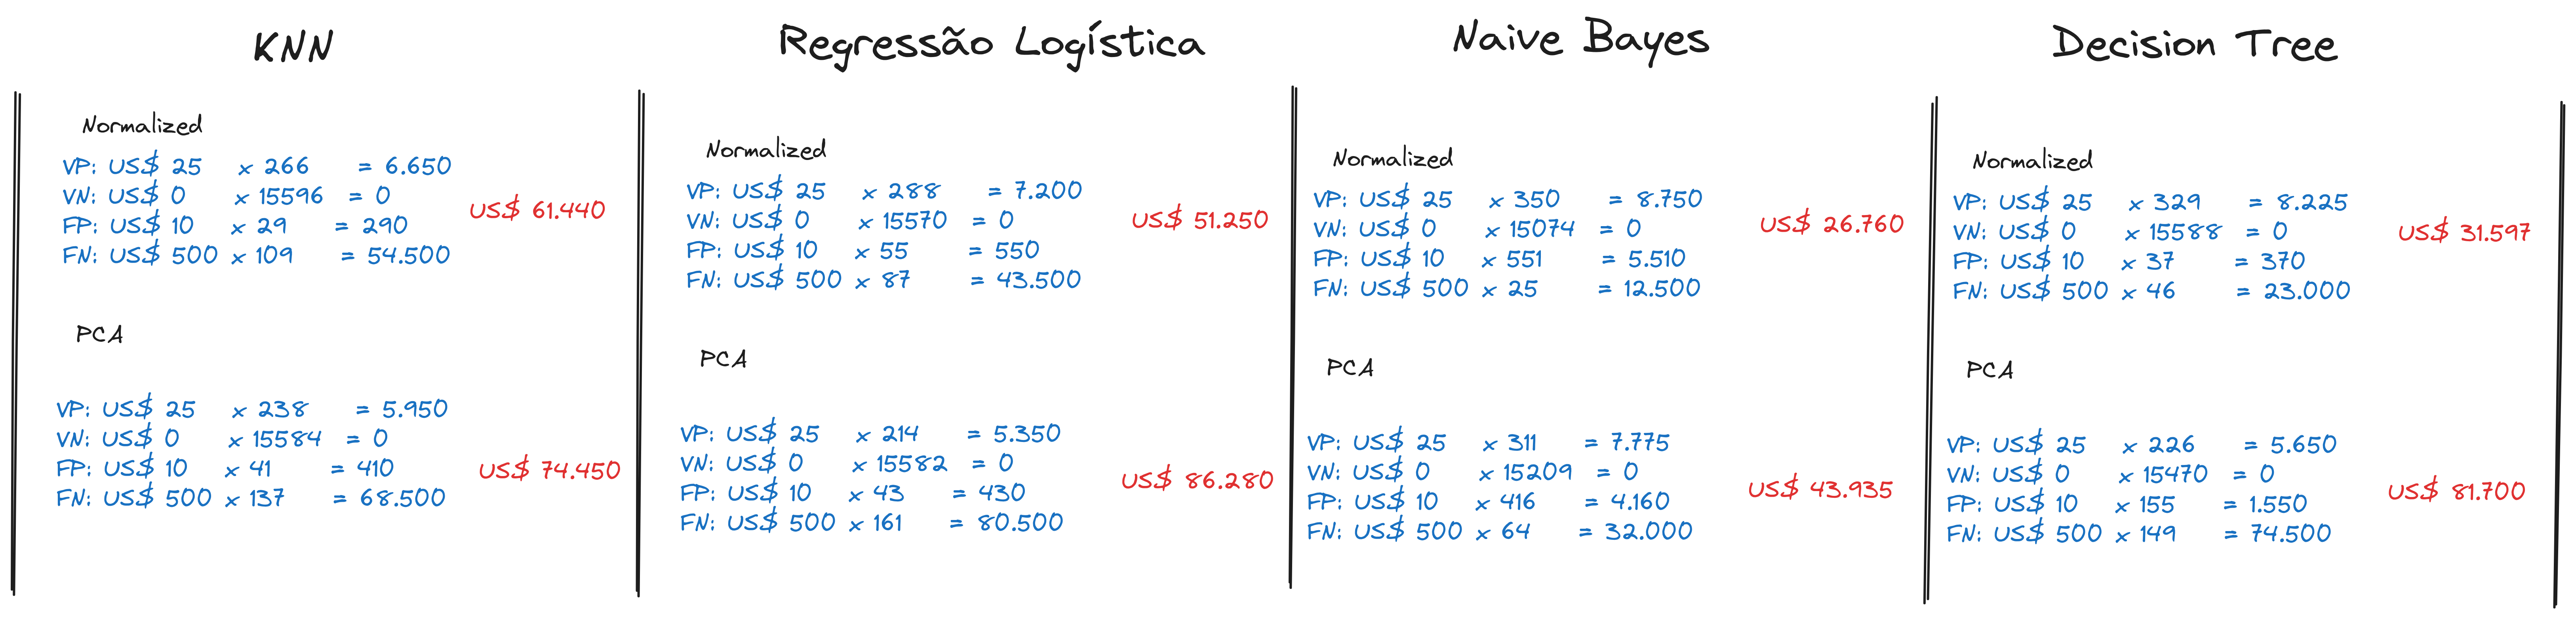 KNN
Normalized
VP: US$ 25 x 266 = 6.650
VN: US$ 0 x 15596 = 0
FP: US$ 10 x 29 = 290
FN: US$ 500 x 109 = 54.500
US$ 61.440
PCA
VP: US$ 25 x 238 = 5.950
VN: US$ 0 x 15584 = 0
FP: US$ 10 x 41 = 410
FN: US$ 500 x 137 = 68.500
US$ 74.450
Regressão Logística
Normalized
VP: US$ 25 x 288 = 7.200
VN: US$ 0 x 15570 = 0
FP: US$ 10 x 55 = 550
FN: US$ 500 x 87 = 43.500
US$ 51.250
PCA
VP: US$ 25 x 214 = 5.350
VN: US$ 0 x 15582 = 0
FP: US$ 10 x 43 = 430
FN: US$ 500 x 161 = 80.500
US$ 86.280
Naive Bayes
Normalized
VP: US$ 25 x 350 = 8.750
VN: US$ 0 x 15074 = 0
FP: US$ 10 x 551 = 5.510
FN: US$ 500 x 25 = 12.500
US$ 26.760
PCA
VP: US$ 25 x 311 = 7.775
VN: US$ 0 x 15209 = 0
FP: US$ 10 x 416 = 4.160
FN: US$ 500 x 64 = 32.000
US$ 43.935
Decision Tree
Normalized
VP: US$ 25 x 329 = 8.225
VN: US$ 0 x 15588 = 0
FP: US$ 10 x 37 = 370
FN: US$ 500 x 46 = 23.000
US$ 31.597
PCA
VP: US$ 25 x 226 = 5.650
VN: US$ 0 x 15470 = 0
FP: US$ 10 x 155 = 1.550
FN: US$ 500 x 149 = 74.500
US$ 81.700